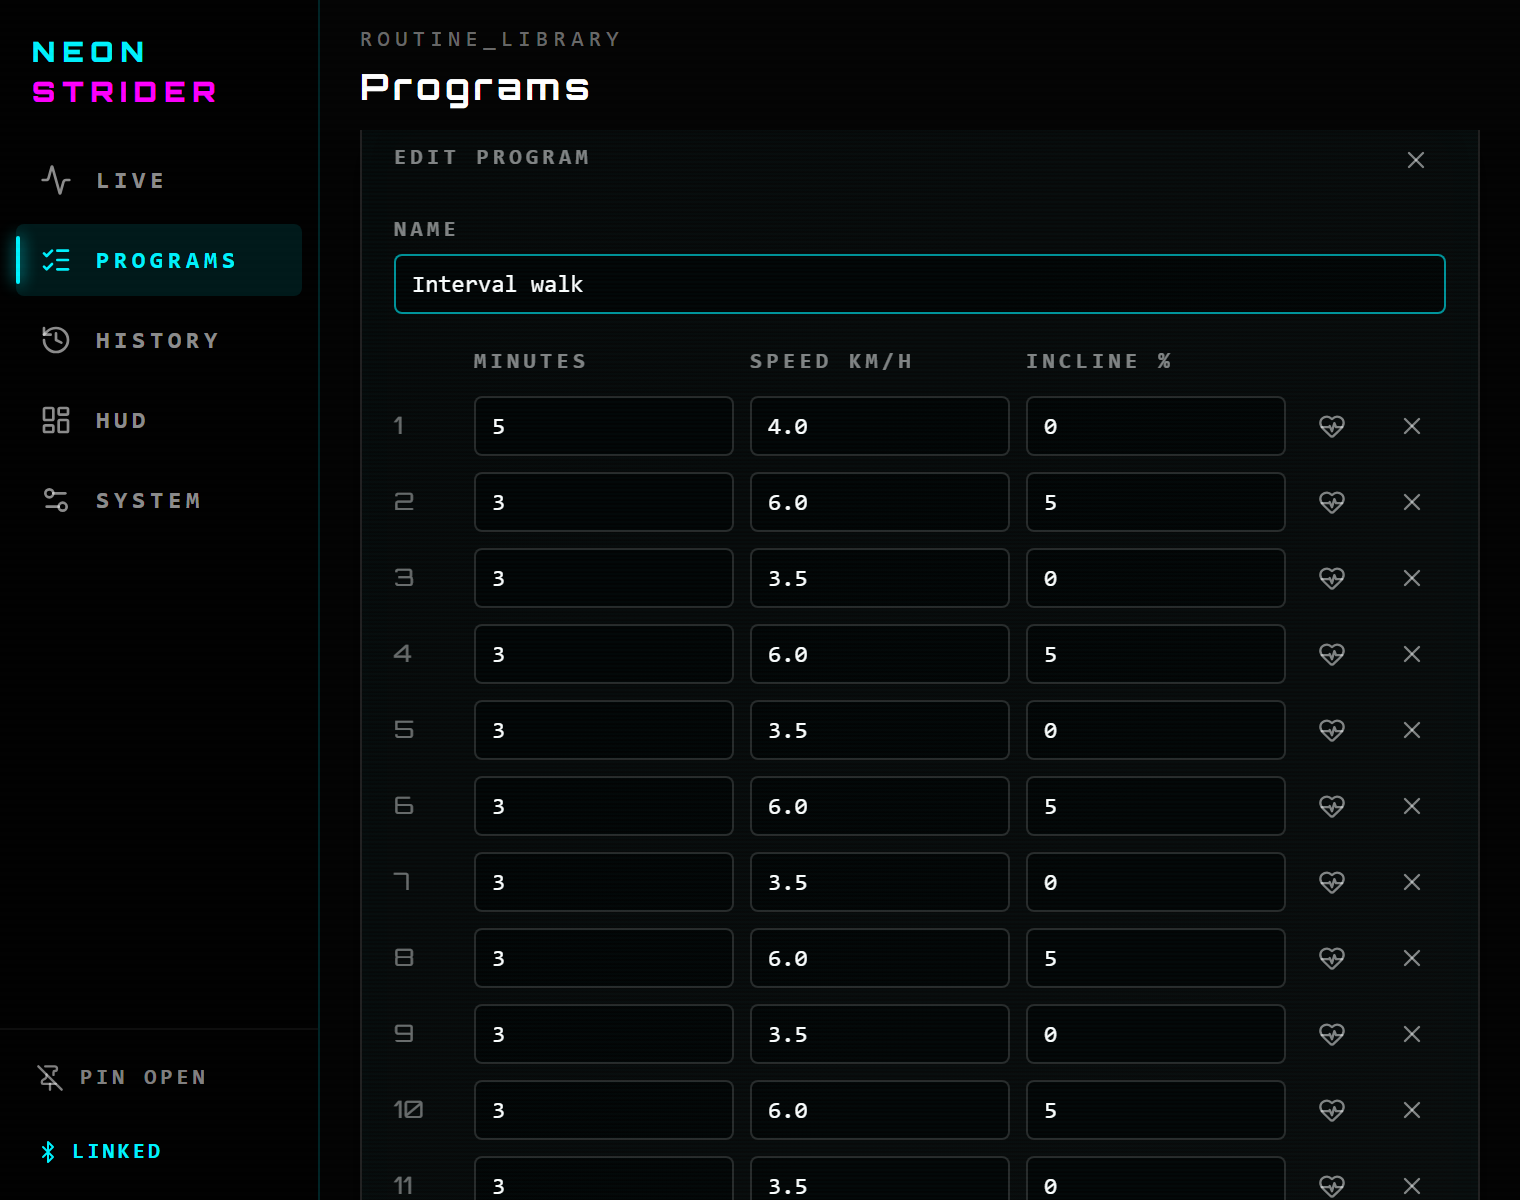 NEON
STRIDER
LIVE
PROGRAMS
HISTORY
HUD
SYSTEM
PIN OPEN
LINKED
ROUTINE_LIBRARY
Programs
EDIT PROGRAM
NAME
Interval walk
MINUTES SPEED KM/H INCLINE %
1 5 4.0 0
2 3 6.0 5
3 3 3.5 0
4 3 6.0 5
5 3 3.5 0
6 3 6.0 5
7 3 3.5 0
8 3 6.0 5
9 3 3.5 0
10 3 6.0 5
11 3 3.5 0